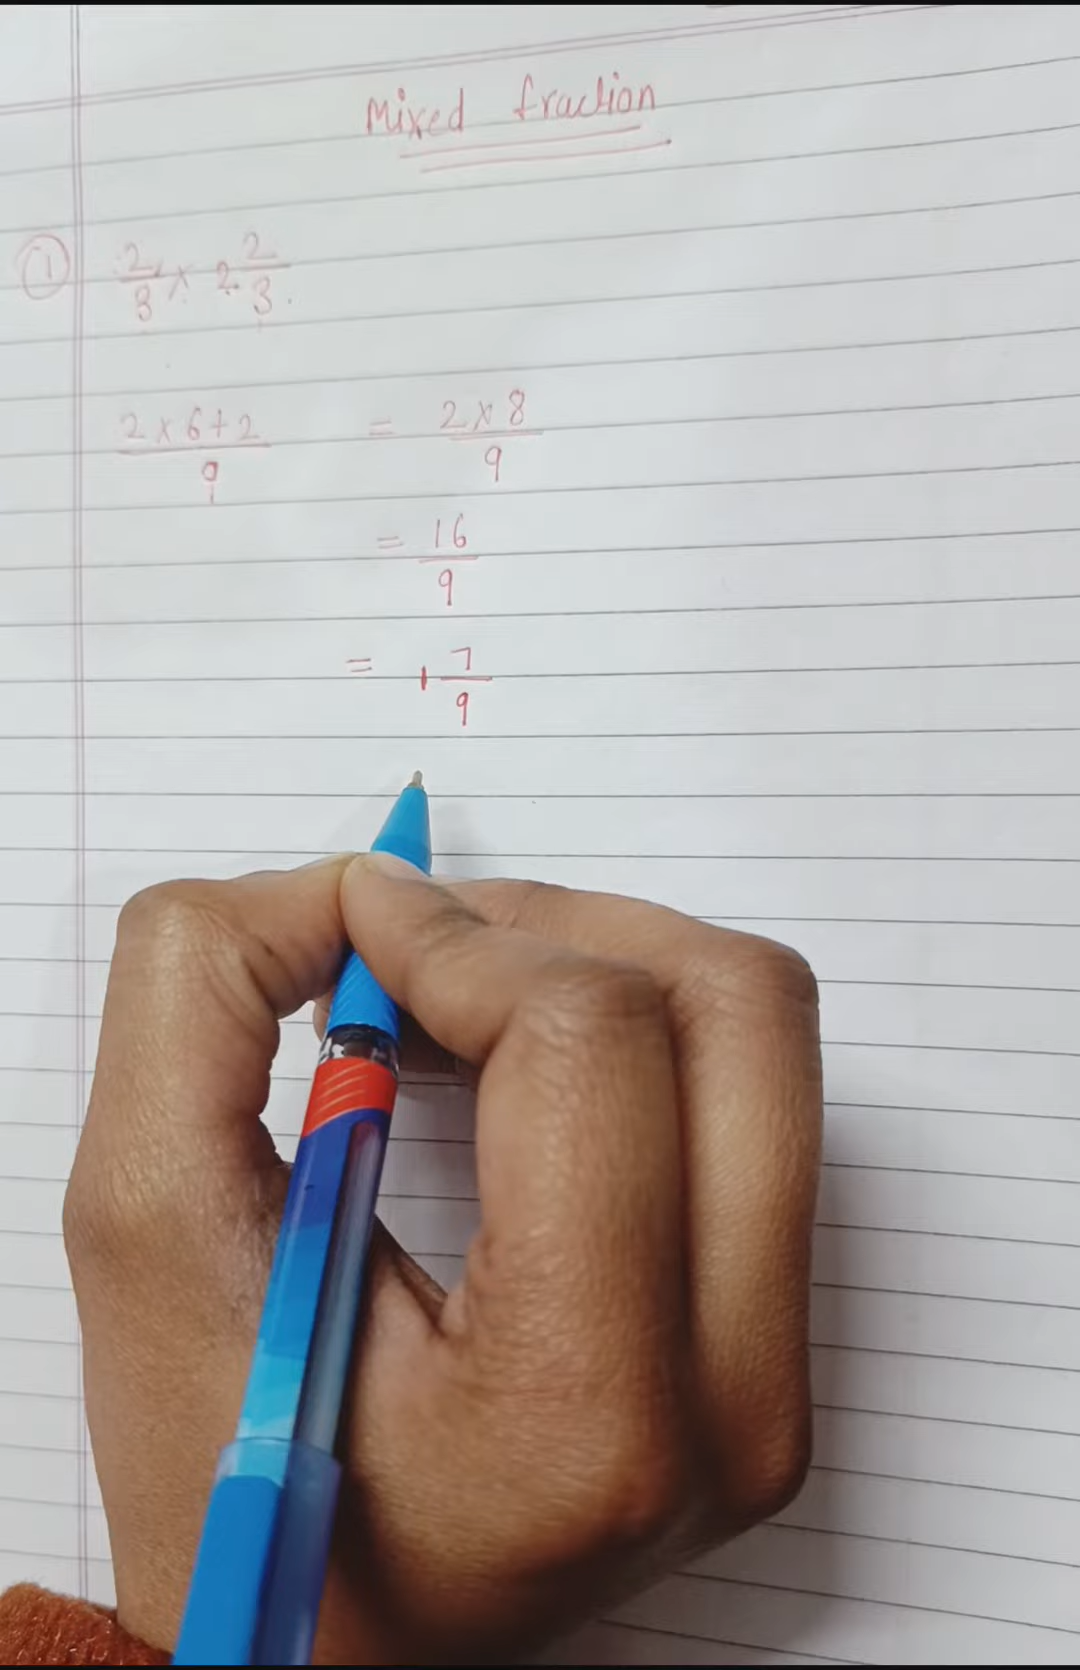 Mixed fraction
① 2/3 x 2 2/3.
2 x 6+2/9 = 2 x 8/9
= 16/9
= 1 7/9